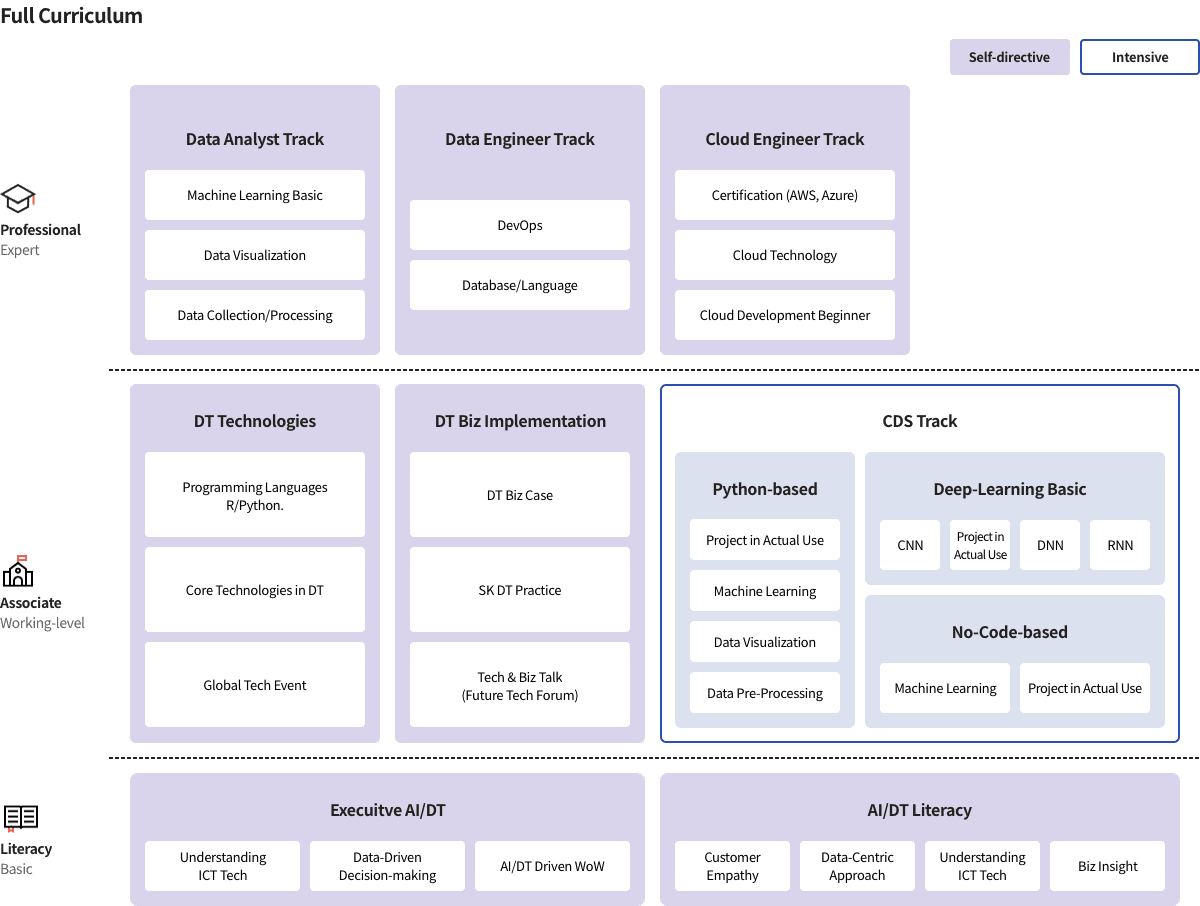 Full Curriculum
Self-directive
Intensive
Professional
Expert
Data Analyst Track
Machine Learning Basic
Data Visualization
Data Collection/Processing
Data Engineer Track
DevOps
Database/Language
Cloud Engineer Track
Certification (AWS, Azure)
Cloud Technology
Cloud Development Beginner
Associate
Working-level
DT Technologies
Programming Languages
R/Python.
Core Technologies in DT
Global Tech Event
DT Biz Implementation
DT Biz Case
SK DT Practice
Tech & Biz Talk
(Future Tech Forum)
CDS Track
Python-based
Project in Actual Use
Machine Learning
Data Visualization
Data Pre-Processing
Deep-Learning Basic
CNN
Project in
Actual Use
DNN
RNN
No-Code-based
Machine Learning
Project in Actual Use
Literacy
Basic
Execuitve AI/DT
Understanding
ICT Tech
Data-Driven
Decision-making
AI/DT Driven WoW
AI/DT Literacy
Customer
Empathy
Data-Centric
Approach
Understanding
ICT Tech
Biz Insight